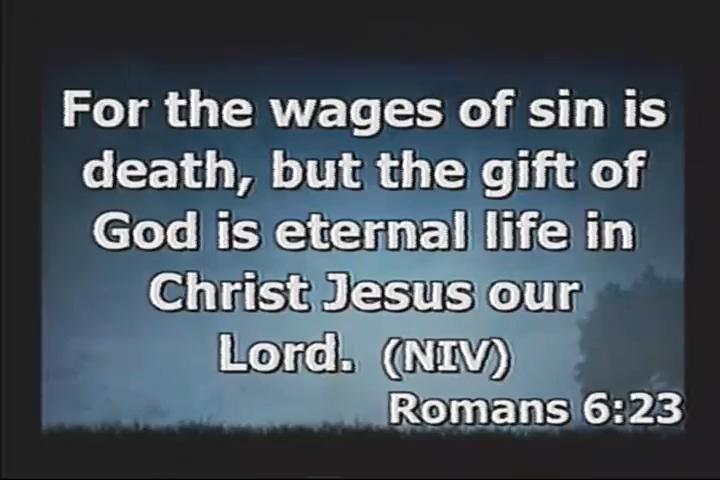 For the wages of sin is
death, but the gift of
God is eternal life in
Christ Jesus our
Lord. (NIV)
Romans 6:23